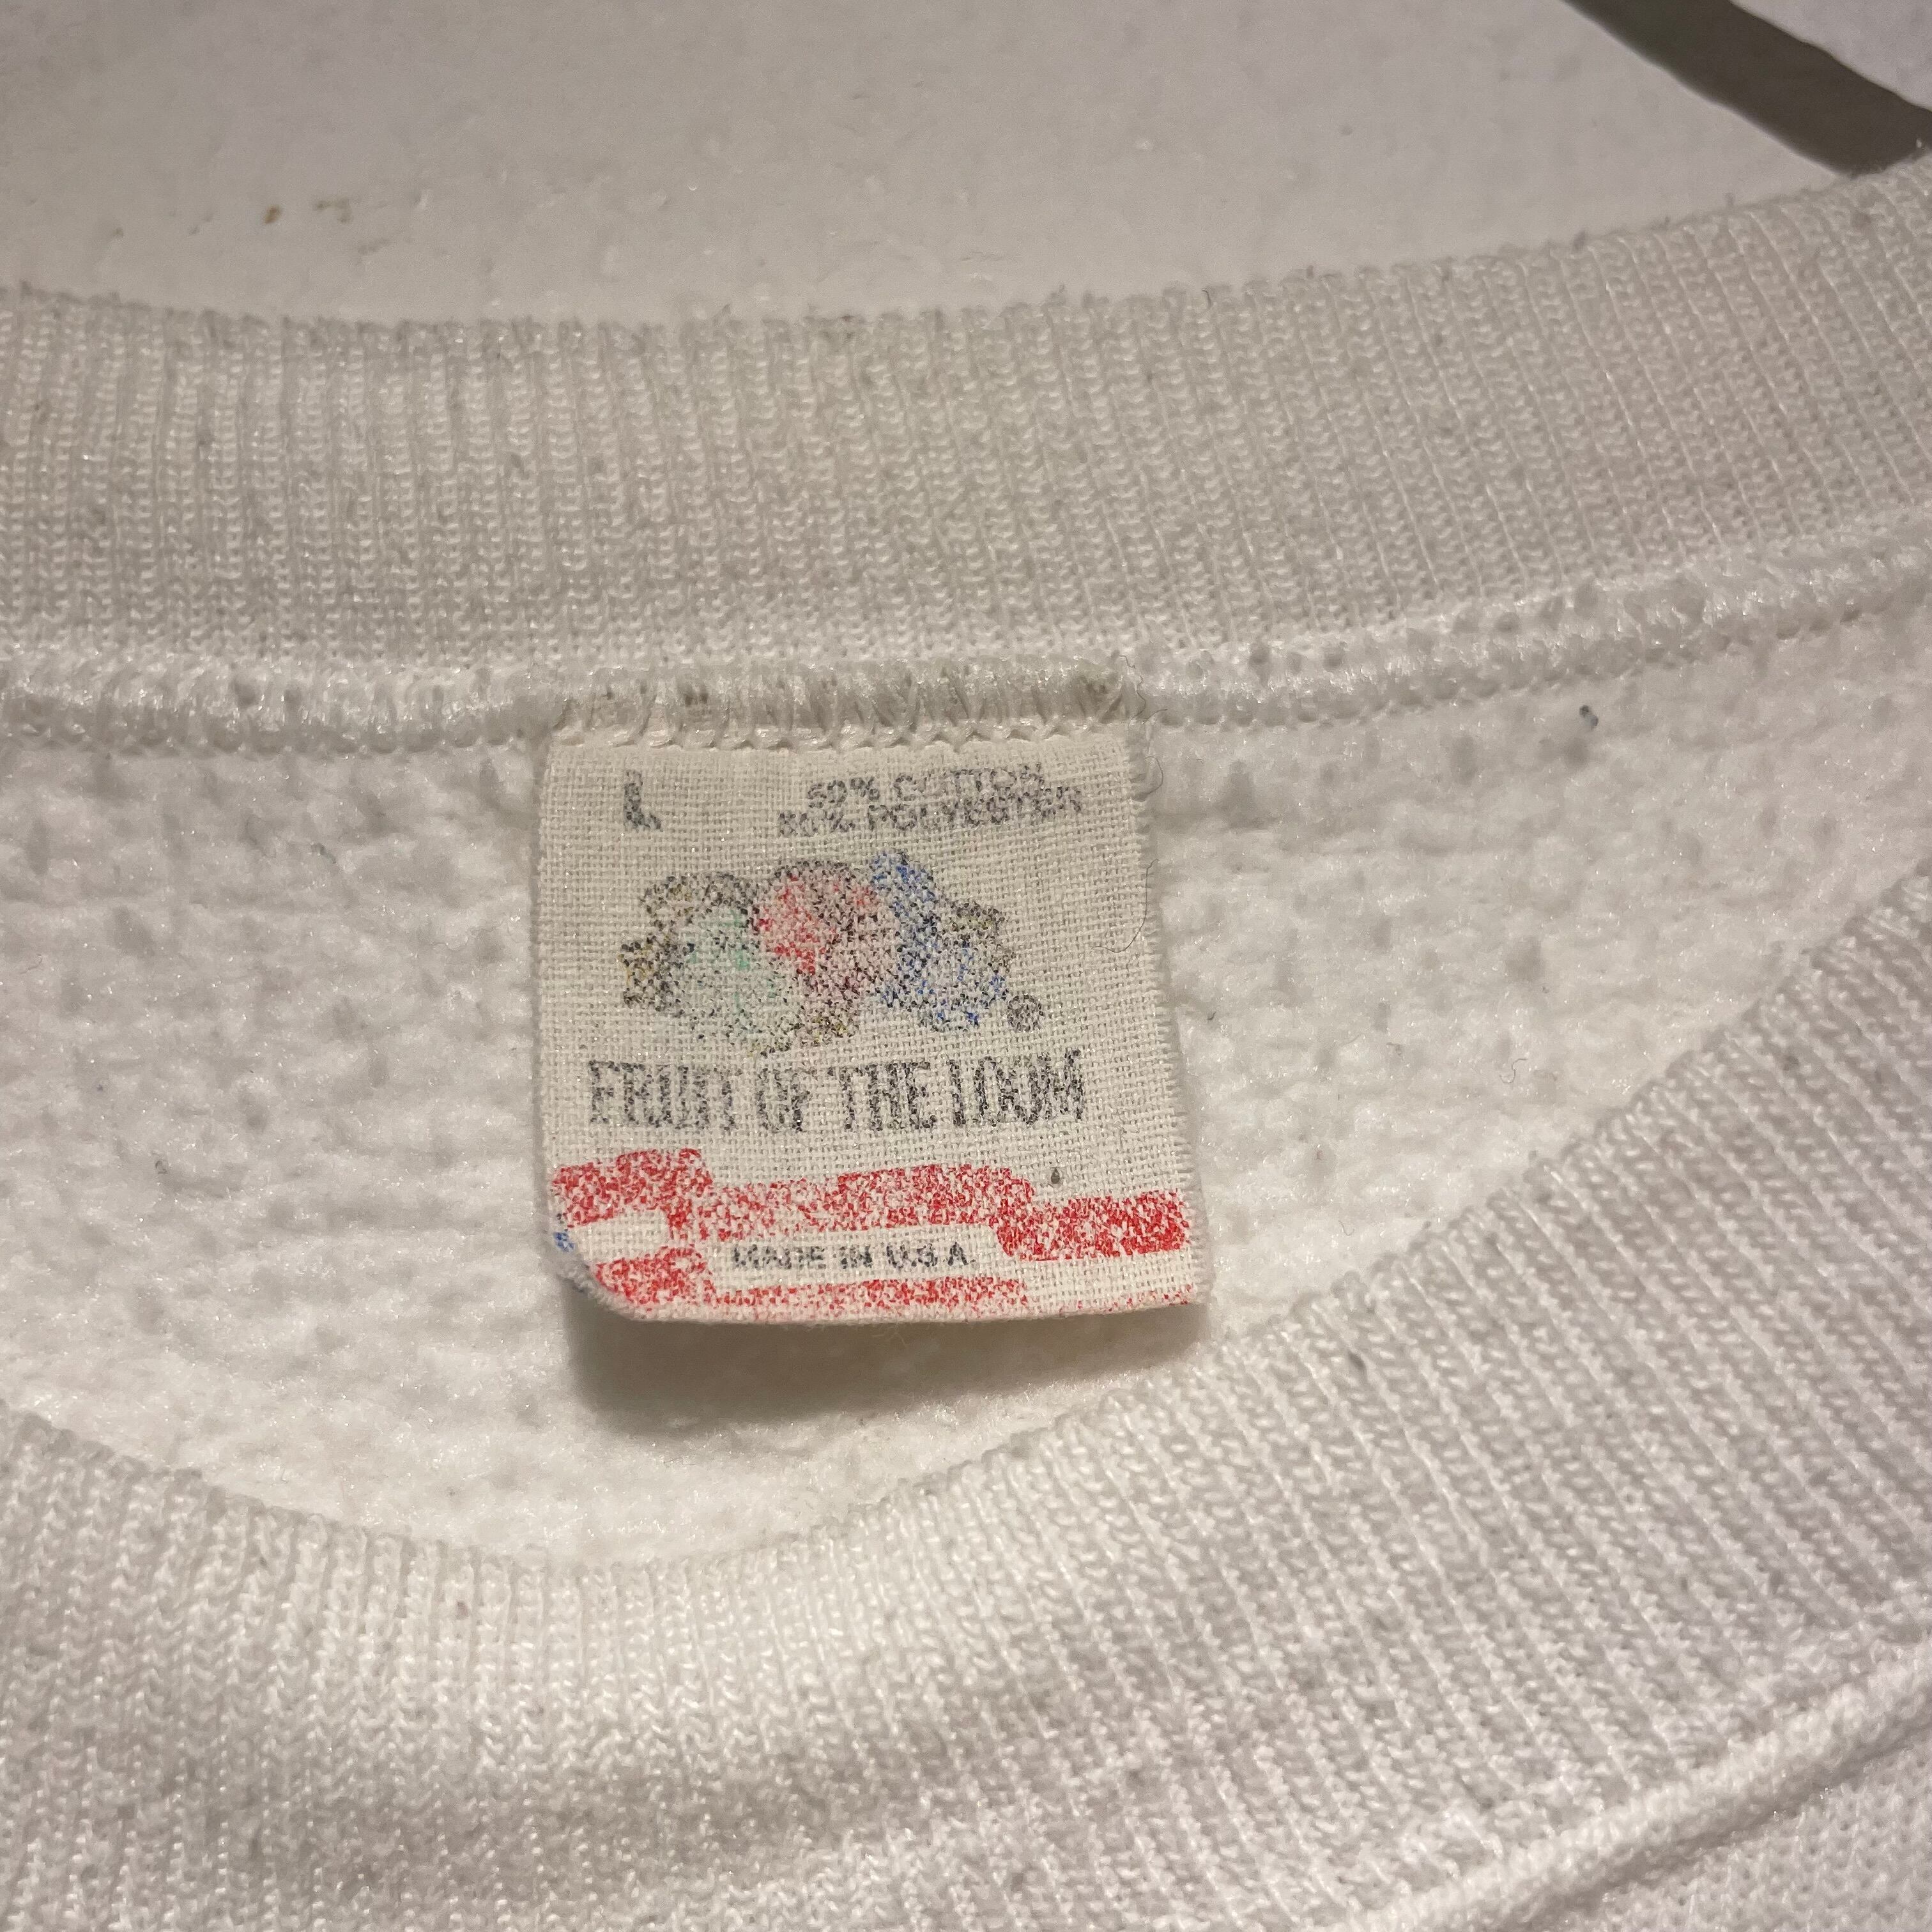 L
50% COTTON
50% POLYESTER
®
FRUIT OF THE LOOM
MADE IN U.S.A.